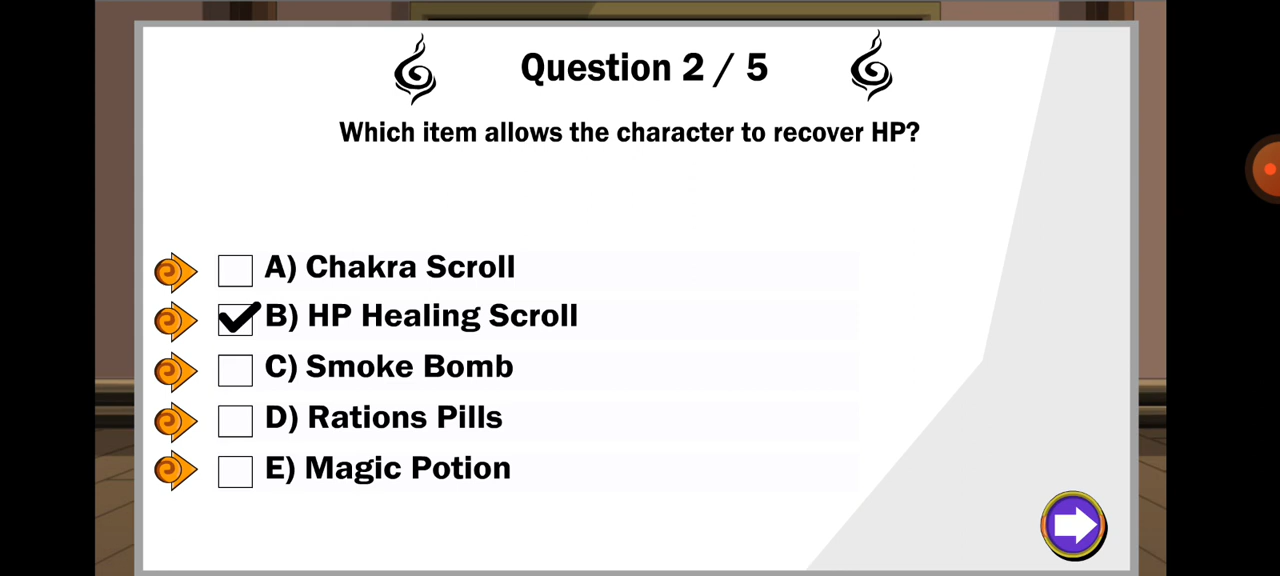 Question 2 / 5
Which item allows the character to recover HP?
A) Chakra Scroll
B) HP Healing Scroll
C) Smoke Bomb
D) Rations Pills
E) Magic Potion